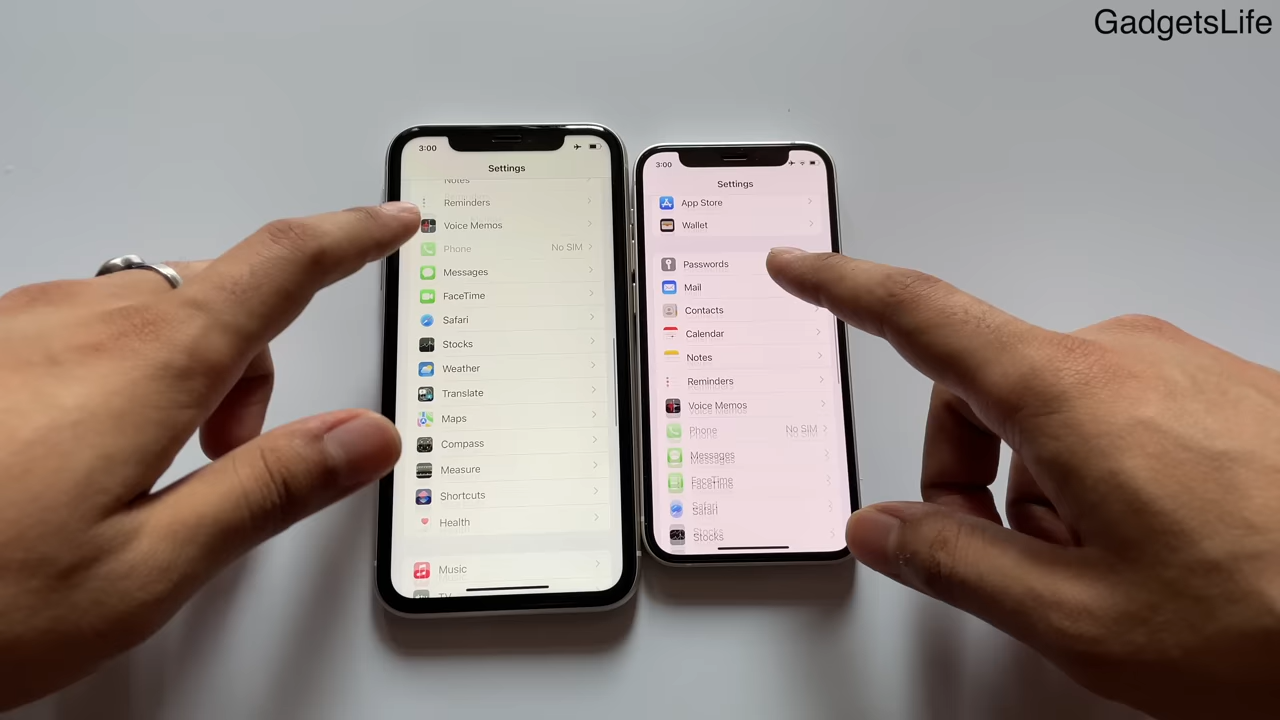 GadgetsLife
3:00
Settings
Notes
Reminders
Voice Memos
Phone No SIM
Messages
FaceTime
Safari
Stocks
Weather
Translate
Maps
Compass
Measure
Shortcuts
Health
Music
TV
3:00
Settings
App Store
Wallet
Passwords
Mail
Contacts
Calendar
Notes
Reminders
Voice Memos
Phone No SIM
Messages
FaceTime
Safari
Stocks